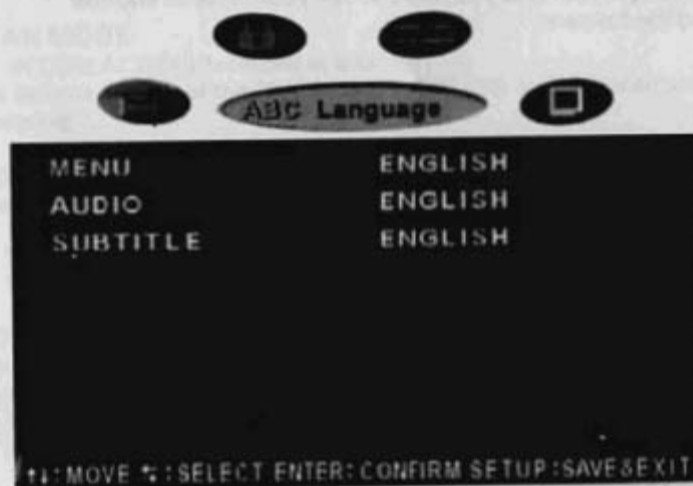 ABC Language
MENU ENGLISH
AUDIO ENGLISH
SUBTITLE ENGLISH
↑↓:MOVE :SELECT ENTER:CONFIRM SETUP:SAVE&EXIT